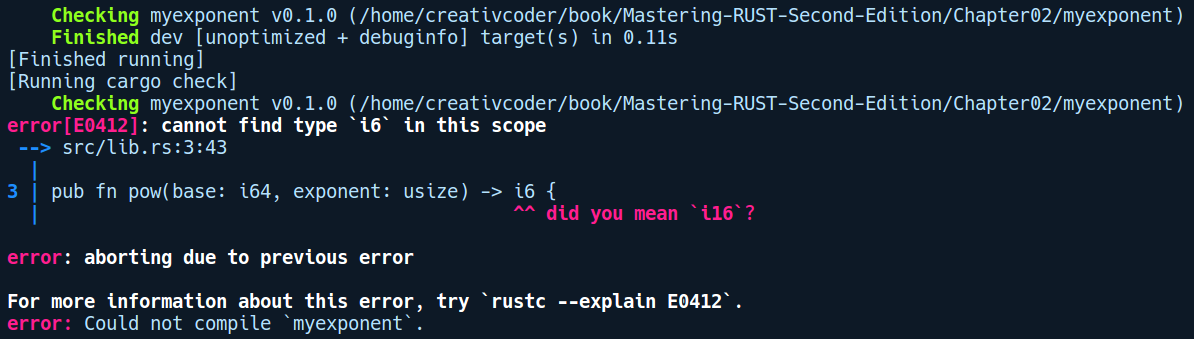 Checking myexponent v0.1.0 (/home/creativcoder/book/Mastering-RUST-Second-Edition/Chapter02/myexponent)
    Finished dev [unoptimized + debuginfo] target(s) in 0.11s
[Finished running]
[Running cargo check]
    Checking myexponent v0.1.0 (/home/creativcoder/book/Mastering-RUST-Second-Edition/Chapter02/myexponent)
error[E0412]: cannot find type `i6` in this scope
 --> src/lib.rs:3:43
  |
3 | pub fn pow(base: i64, exponent: usize) -> i6 {
  |                                           ^^ did you mean `i16`?
error: aborting due to previous error
For more information about this error, try `rustc --explain E0412`.
error: Could not compile `myexponent`.